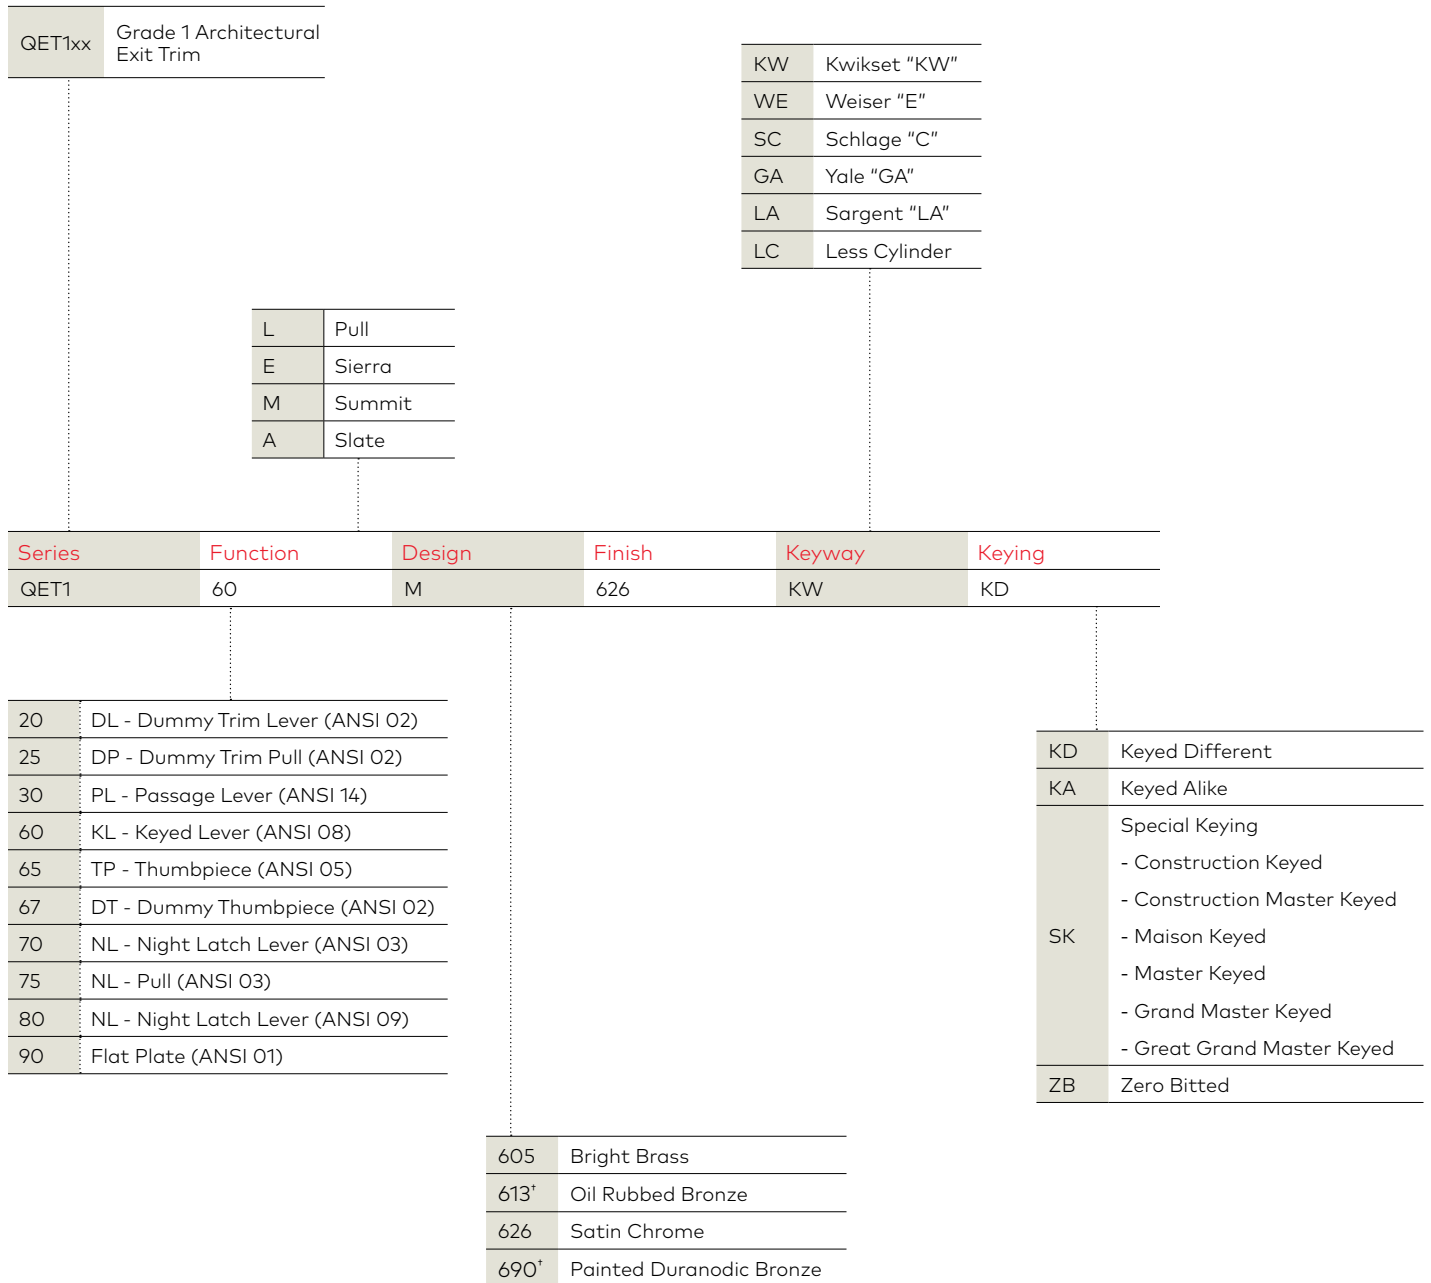 QET1xx Grade 1 Architectural
Exit Trim
KW Kwikset “KW”
WE Weiser “E”
SC Schlage “C”
GA Yale “GA”
LA Sargent “LA”
LC Less Cylinder
L Pull
E Sierra
M Summit
A Slate
Series Function Design Finish Keyway Keying
QET1 60 M 626 KW KD
20 DL - Dummy Trim Lever (ANSI 02)
25 DP - Dummy Trim Pull (ANSI 02)
30 PL - Passage Lever (ANSI 14)
60 KL - Keyed Lever (ANSI 08)
65 TP - Thumbpiece (ANSI 05)
67 DT - Dummy Thumbpiece (ANSI 02)
70 NL - Night Latch Lever (ANSI 03)
75 NL - Pull (ANSI 03)
80 NL - Night Latch Lever (ANSI 09)
90 Flat Plate (ANSI 01)
KD Keyed Different
KA Keyed Alike
Special Keying
- Construction Keyed
- Construction Master Keyed
SK - Maison Keyed
- Master Keyed
- Grand Master Keyed
- Great Grand Master Keyed
ZB Zero Bitted
605 Bright Brass
613† Oil Rubbed Bronze
626 Satin Chrome
690† Painted Duranodic Bronze